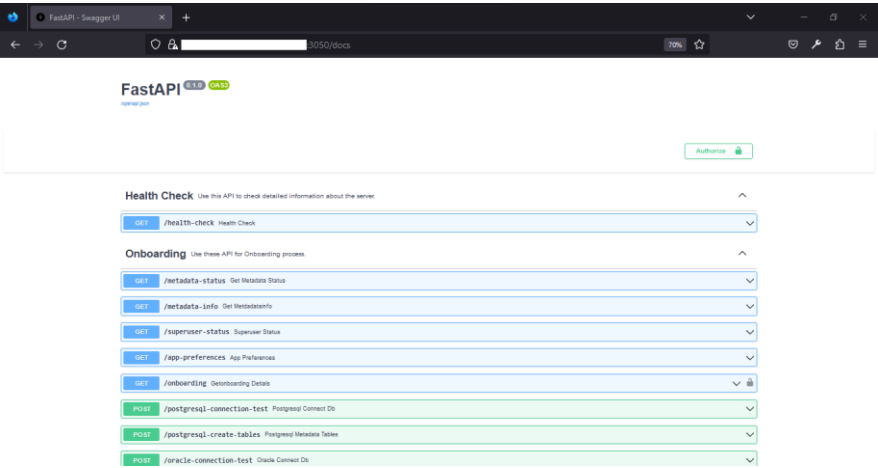 FastAPI - Swagger UI
:3050/docs
70%
FastAPI 0.1.0 OAS3
/openapi.json
Authorize
Health Check Use this API to check detailed information about the server.
GET /health-check Health Check
Onboarding Use these API for Onboarding process.
GET /metadata-status Get Metadata Status
GET /metadata-info Get Metdadatainfo
GET /superuser-status Superuser Status
GET /app-preferences App Preferences
GET /onboarding Getonboarding Details
POST /postgresql-connection-test Postgresql Connect Db
POST /postgresql-create-tables Postgresql Metadata Tables
POST /oracle-connection-test Oracle Connect Db